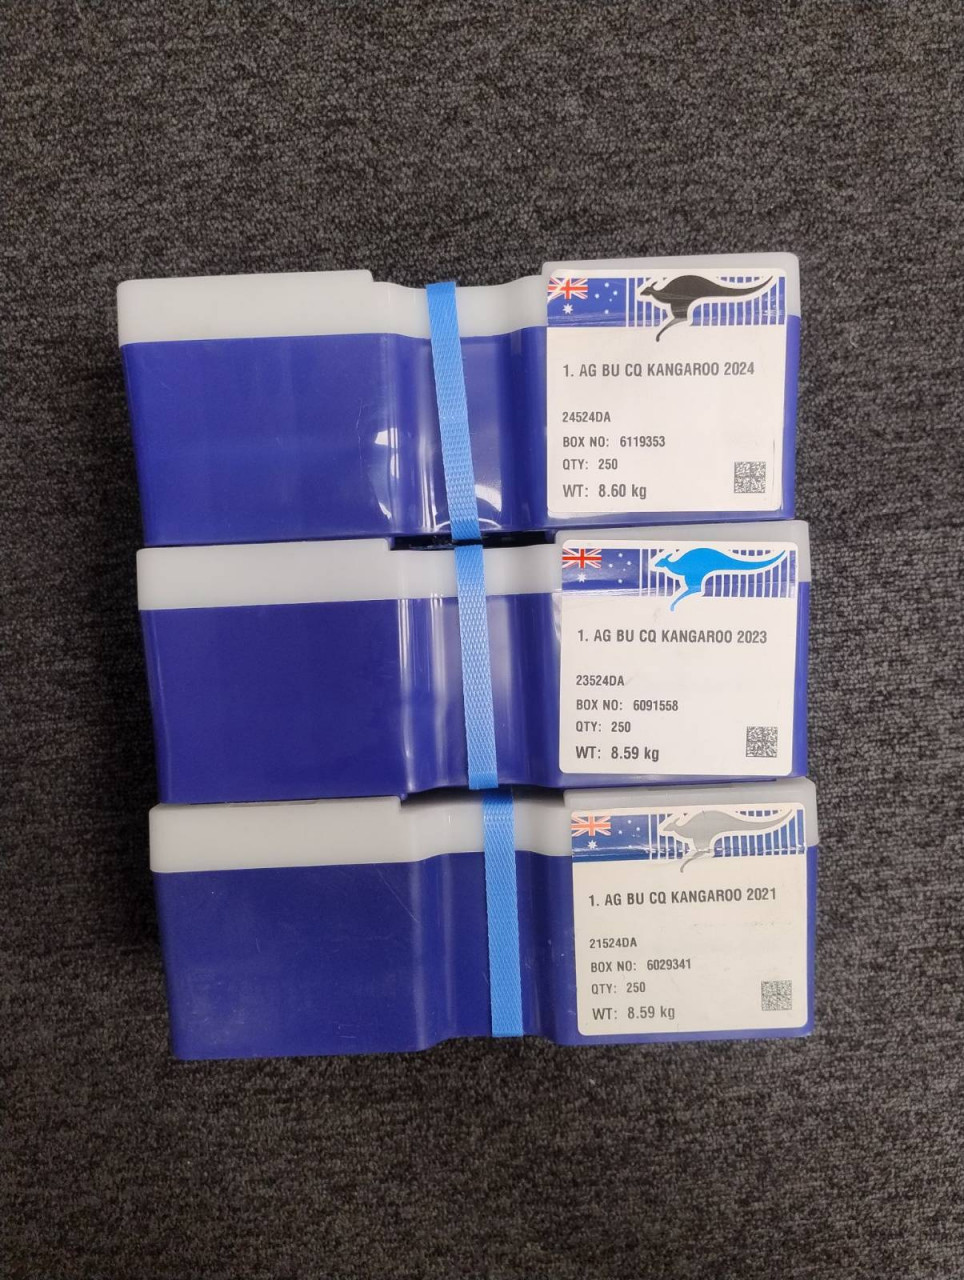 1. AG BU CQ KANGAROO 2024
24524DA
BOX NO: 6119353
QTY: 250
WT: 8.60 kg
1. AG BU CQ KANGAROO 2023
23524DA
BOX NO: 6091558
QTY: 250
WT: 8.59 kg
1. AG BU CQ KANGAROO 2021
21524DA
BOX NO: 6029341
QTY: 250
WT: 8.59 kg